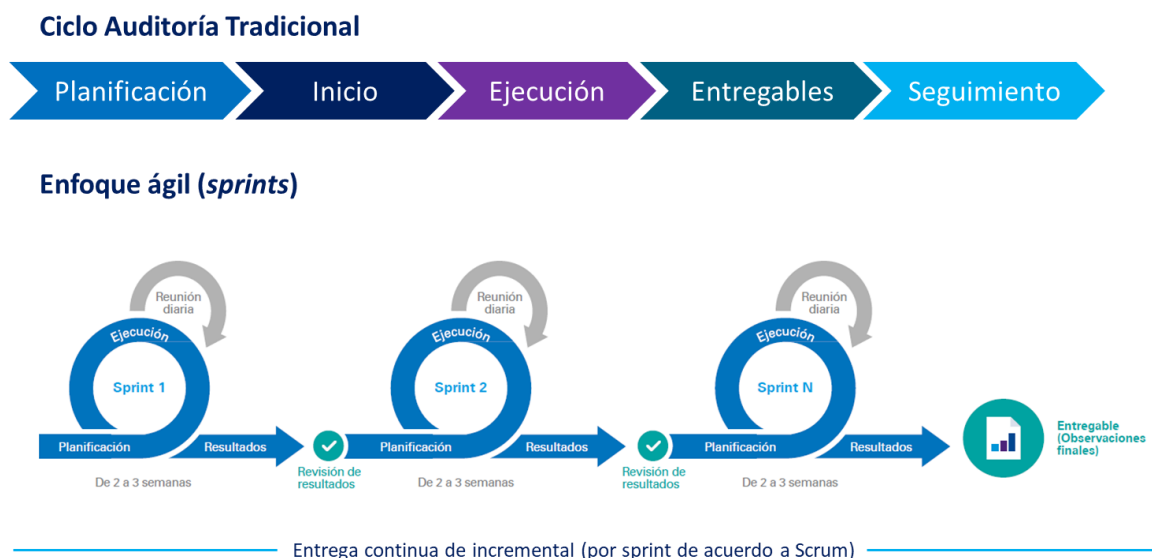 Ciclo Auditoría Tradicional
Planificación
Inicio
Ejecución
Entregables
Seguimiento
Enfoque ágil (sprints)
Reunión
diaria
Ejecución
Sprint 1
Planificación
Resultados
De 2 a 3 semanas
Revisión de
resultados
Reunión
diaria
Ejecución
Sprint 2
Planificación
Resultados
De 2 a 3 semanas
Revisión de
resultados
Reunión
diaria
Ejecución
Sprint N
Planificación
Resultados
De 2 a 3 semanas
Entregable
(Observaciones
finales)
Entrega continua de incremental (por sprint de acuerdo a Scrum)